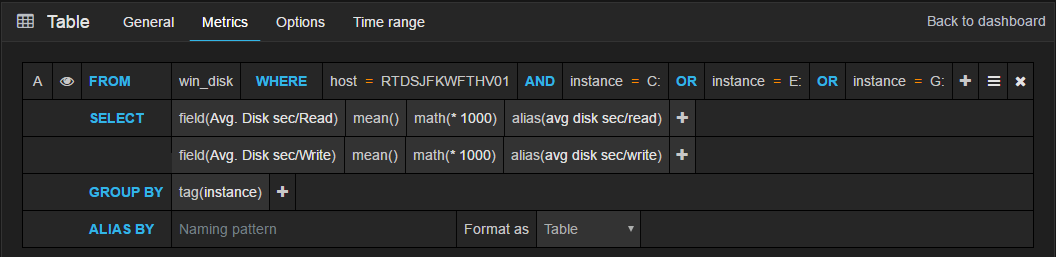 Table General Metrics Options Time range Back to dashboard
A FROM win_disk WHERE host = RTDSJFKWFTHV01 AND instance = C: OR instance = E: OR instance = G: +
SELECT field(Avg. Disk sec/Read) mean() math(* 1000) alias(avg disk sec/read) +
field(Avg. Disk sec/Write) mean() math(* 1000) alias(avg disk sec/write) +
GROUP BY tag(instance) +
ALIAS BY Naming pattern Format as Table